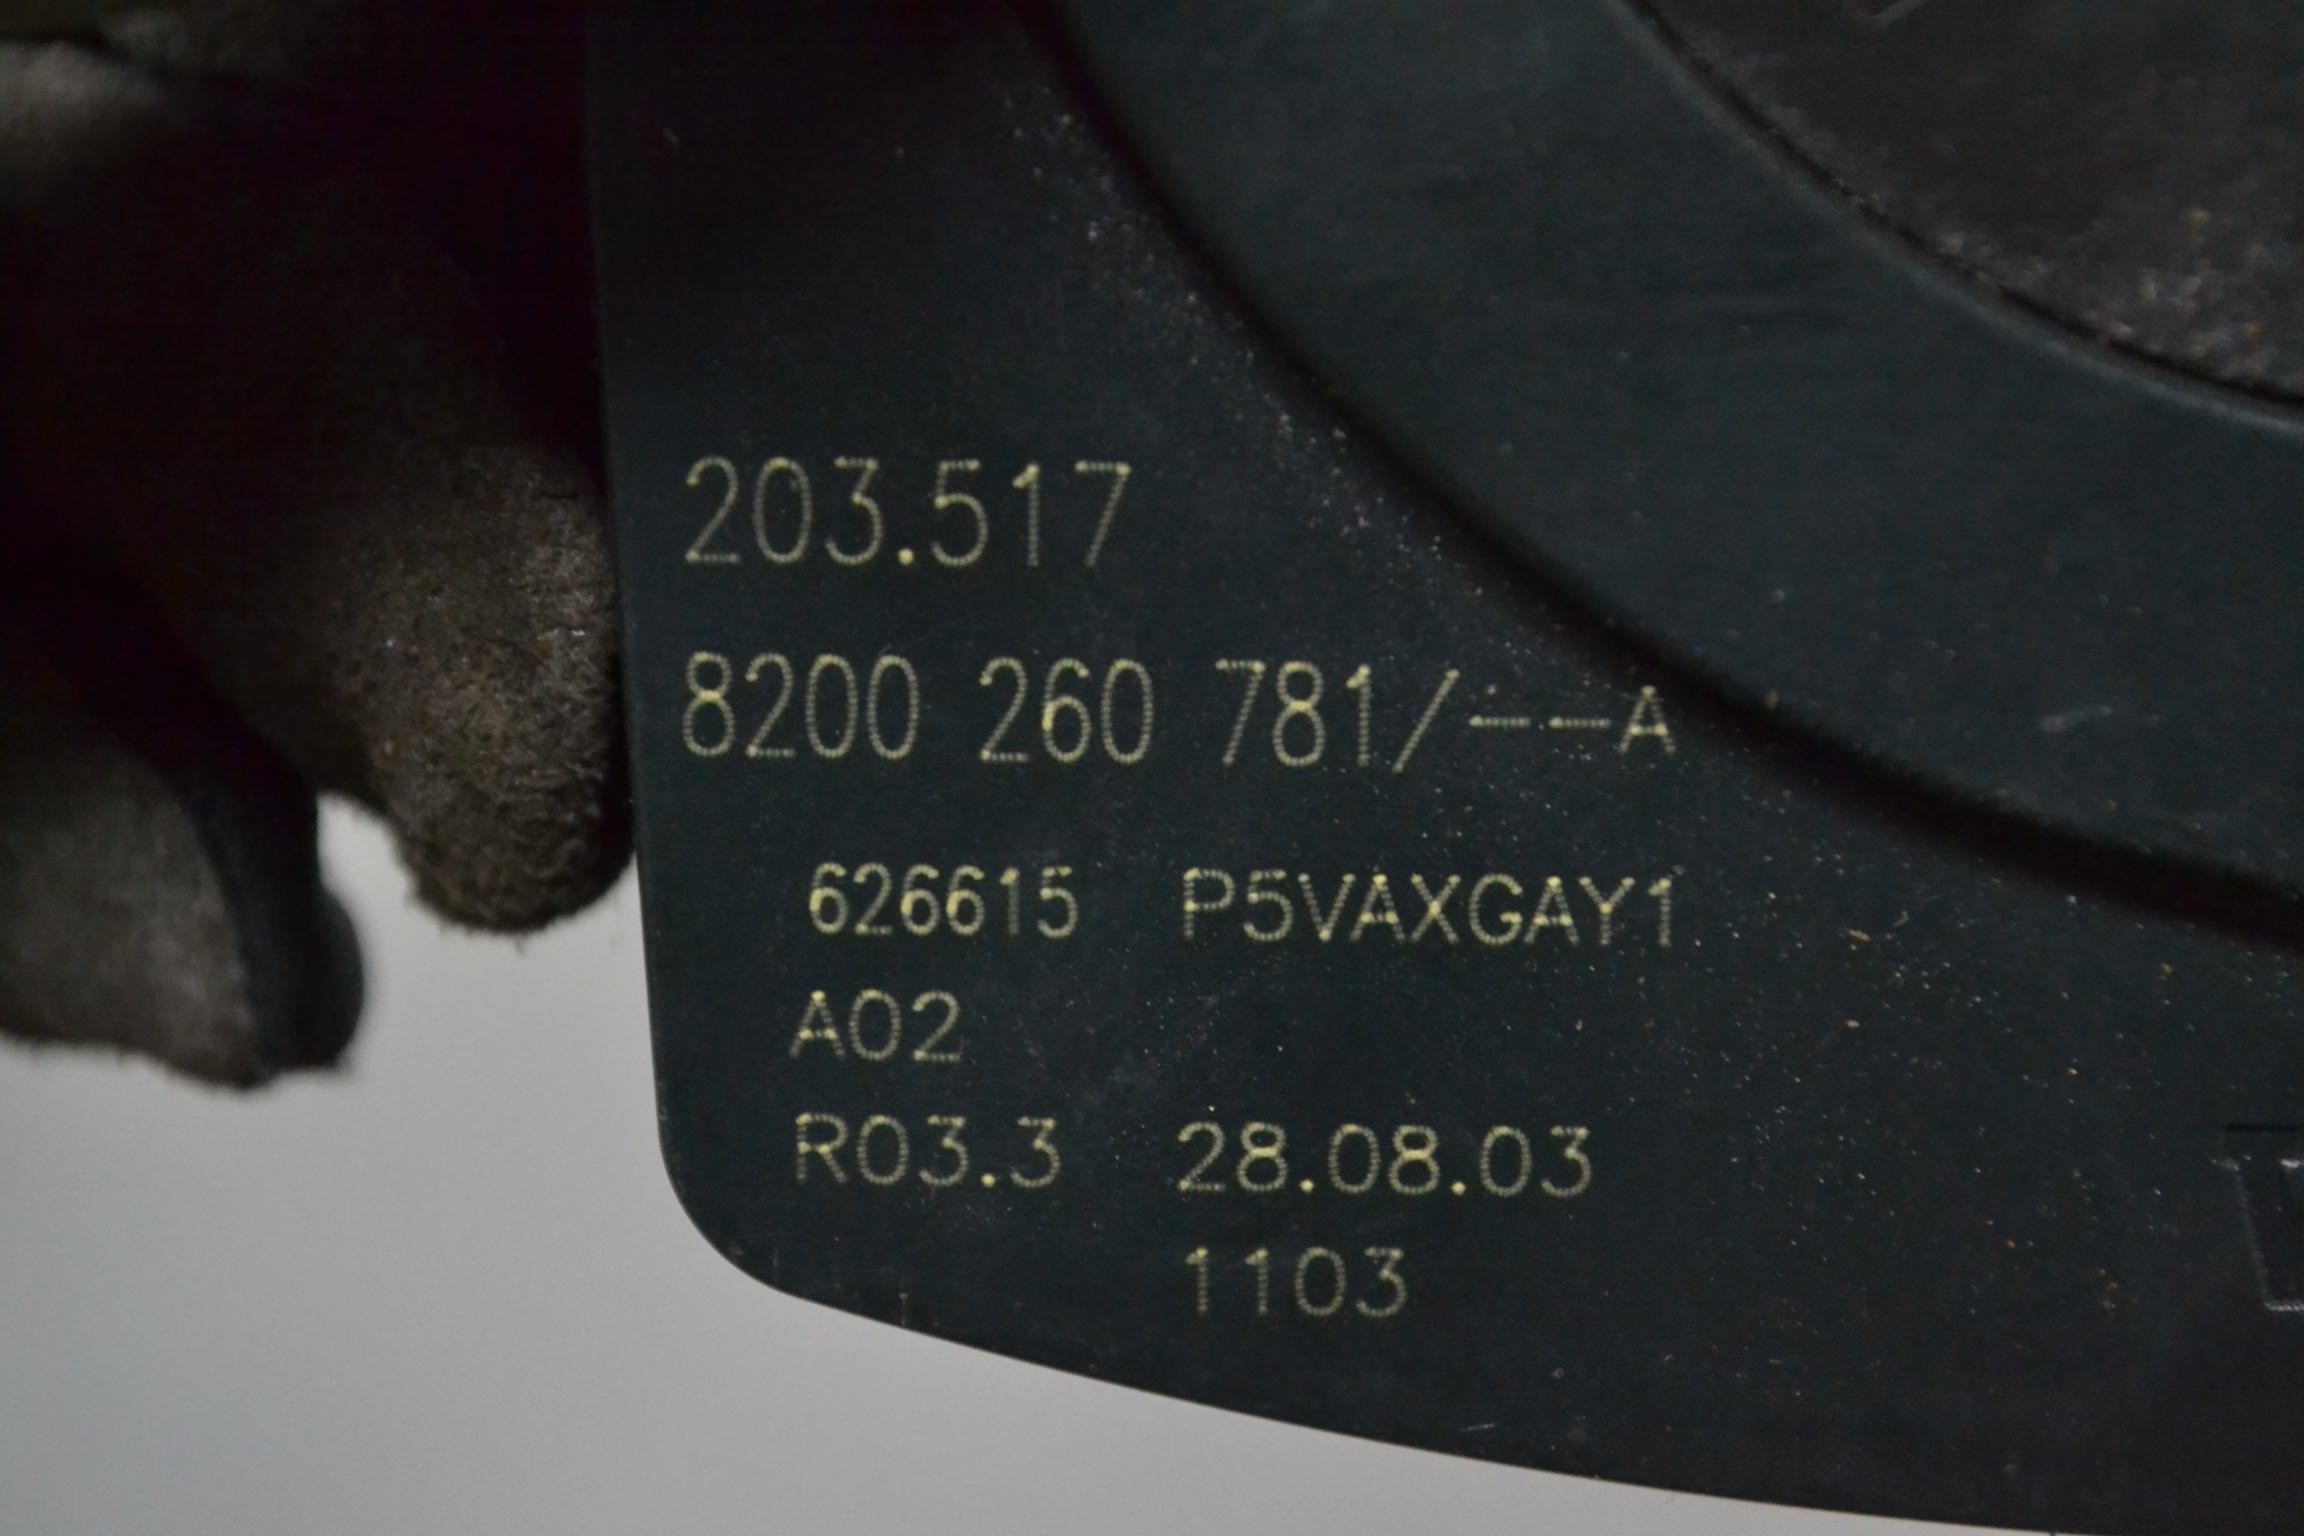 203.517
8200 260 781/--A
626615 P5VAXGAY1
A02
R03.3 28.08.03
1103